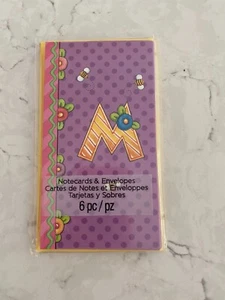 M
Notecards & Envelopes
Cartes de Notes et Enveloppes
Tarjetas y Sobres
6 pc/pz